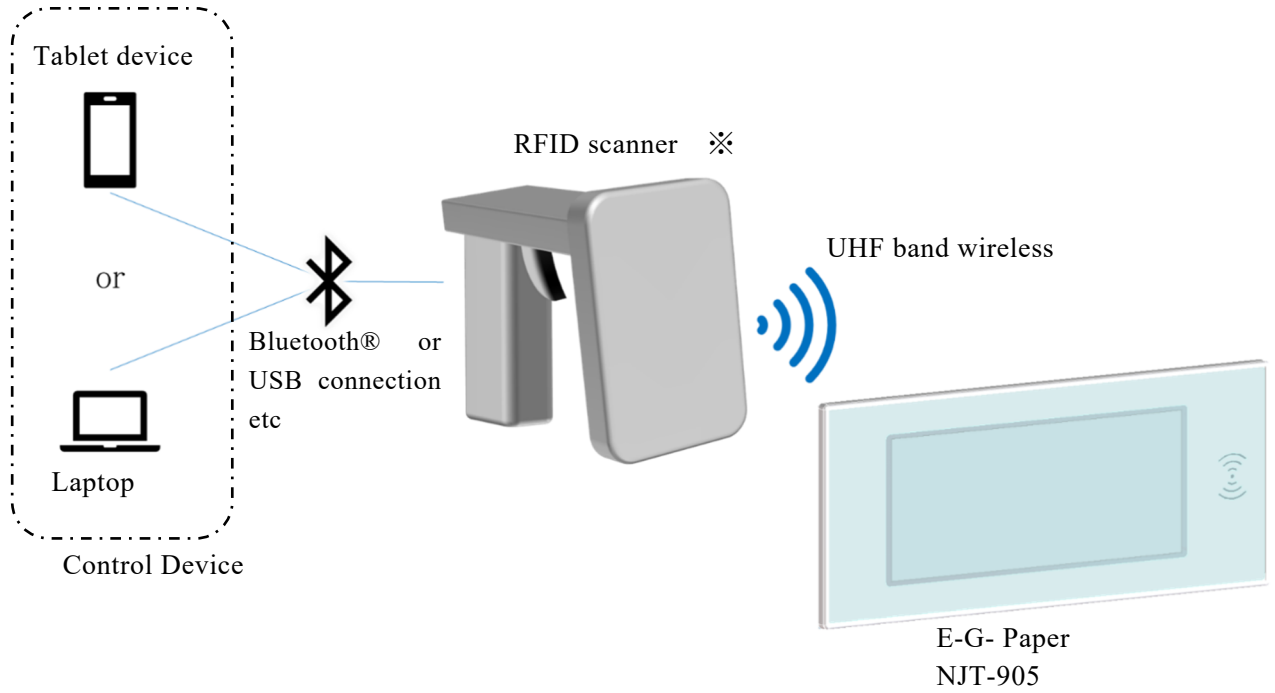 Tablet device
or
Laptop
Control Device
Bluetooth® or
USB connection
etc
RFID scanner ※
UHF band wireless
E-G- Paper
NJT-905